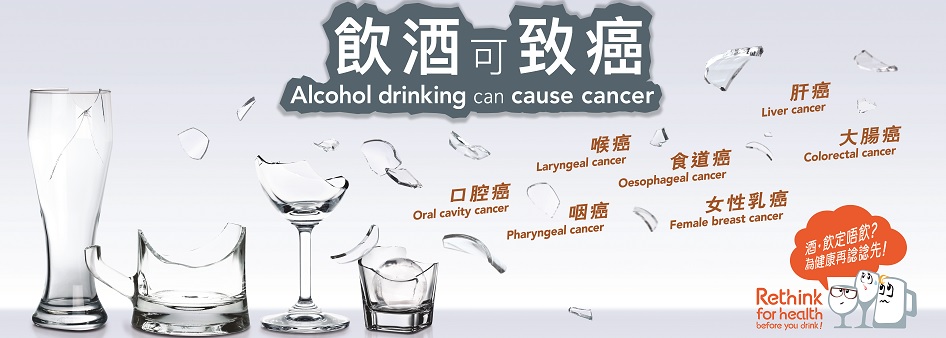 飲酒可致癌
Alcohol drinking can cause cancer
肝癌
Liver cancer
大腸癌
Colorectal cancer
喉癌
Laryngeal cancer
食道癌
Oesophageal cancer
口腔癌
Oral cavity cancer
咽癌
Pharyngeal cancer
女性乳癌
Female breast cancer
酒，飲定唔飲?
為健康再諗諗先!
Rethink
for health
before you drink!